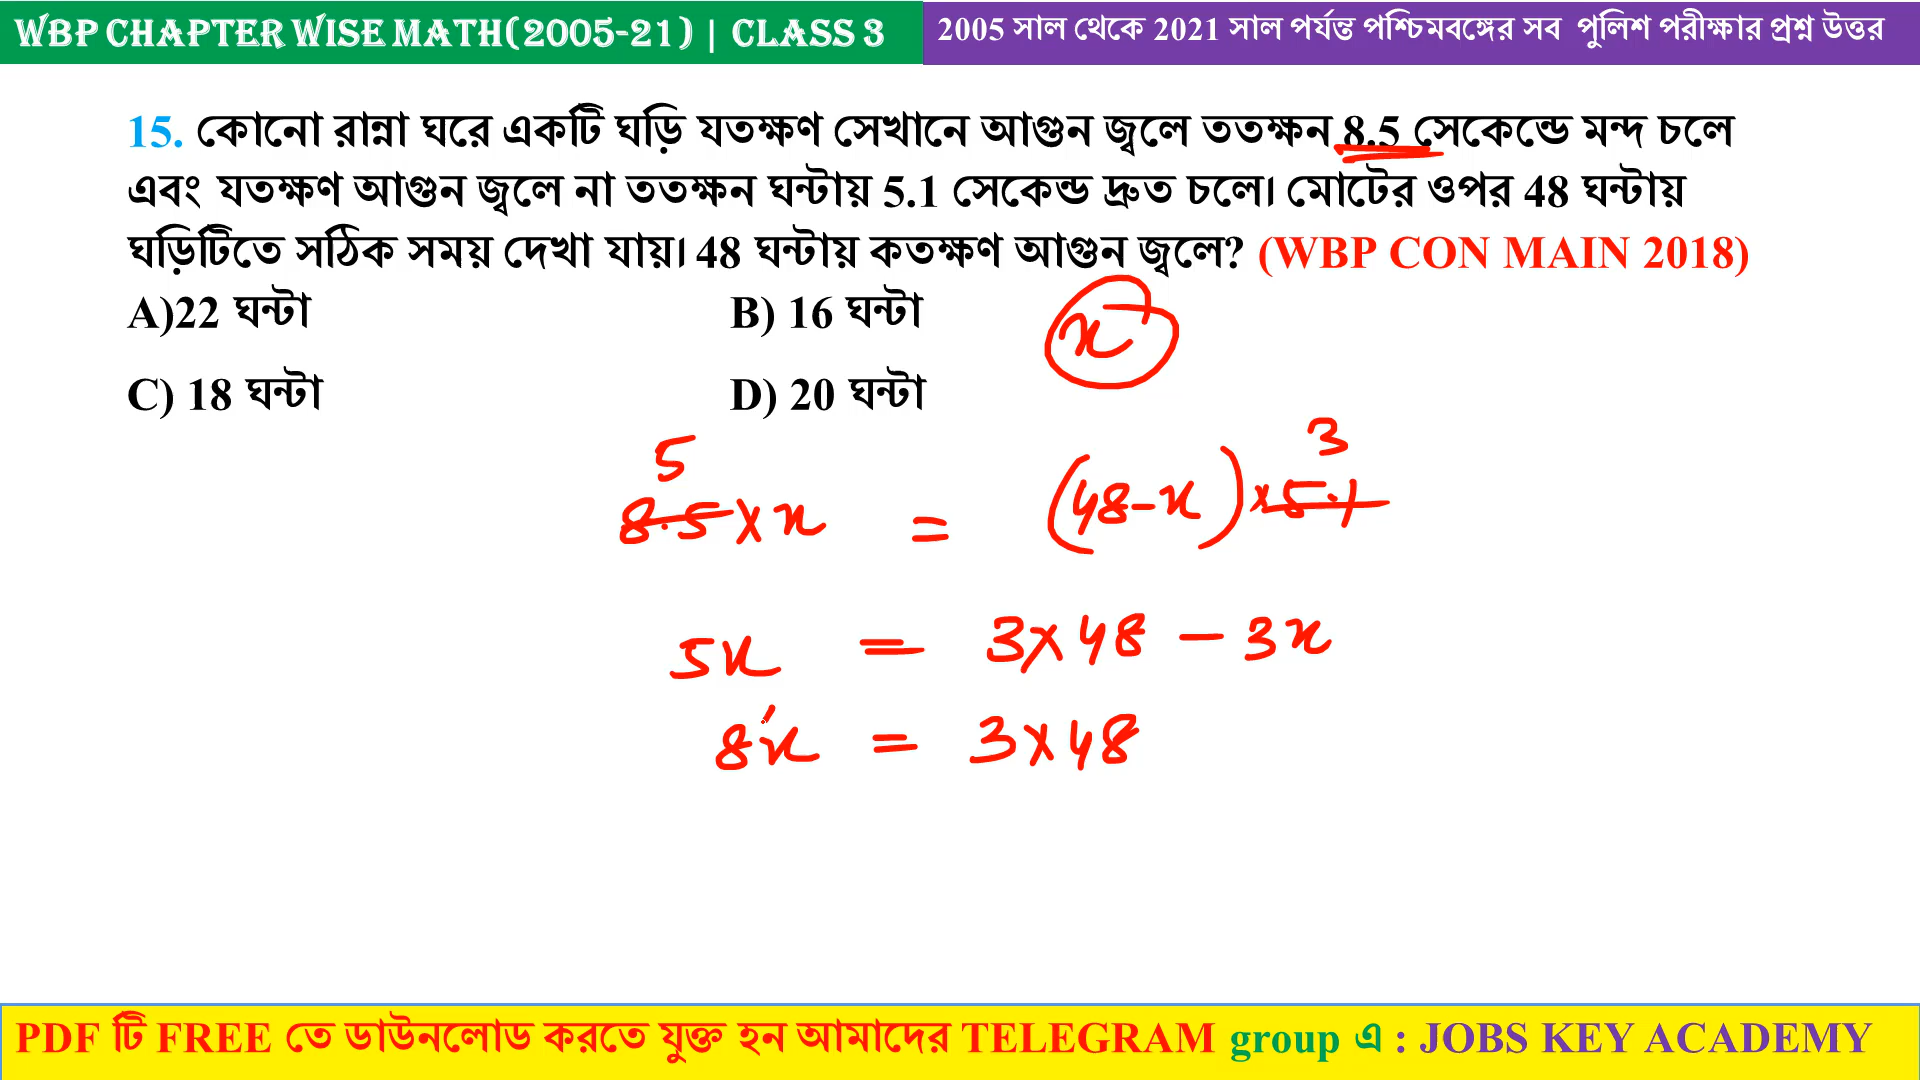 WBP CHAPTER WISE MATH(2005-21) | CLASS 3
2005 সাল থেকে 2021 সাল পর্যন্ত পশ্চিমবঙ্গের সব পুলিশ পরীক্ষার প্রশ্ন উত্তর
15. কোনো রান্না ঘরে একটি ঘড়ি যতক্ষণ সেখানে আগুন জ্বলে ততক্ষন 8.5 সেকেন্ডে মন্দ চলে
এবং যতক্ষণ আগুন জ্বলে না ততক্ষন ঘন্টায় 5.1 সেকেন্ড দ্রুত চলে। মোটের ওপর 48 ঘন্টায়
ঘড়িটিতে সঠিক সময় দেখা যায়। 48 ঘন্টায় কতক্ষণ আগুন জ্বলে? (WBP CON MAIN 2018)
A)22 ঘন্টা B) 16 ঘন্টা
x
C) 18 ঘন্টা D) 20 ঘন্টা
5 3
8.5 × x = (48-x) × 5.1
5x = 3×48 - 3x
8x = 3×48
PDF টি FREE তে ডাউনলোড করতে যুক্ত হন আমাদের TELEGRAM group এ : JOBS KEY ACADEMY